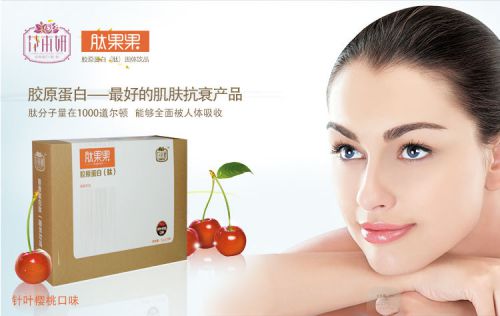 肽果果
胶原蛋白(肽)固体饮品
胶原蛋白——最好的肌肤抗衰产品
肽分子量在1000道尔顿 能够全面被人体吸收
肽果果
胶原蛋白(肽)
针叶樱桃口味